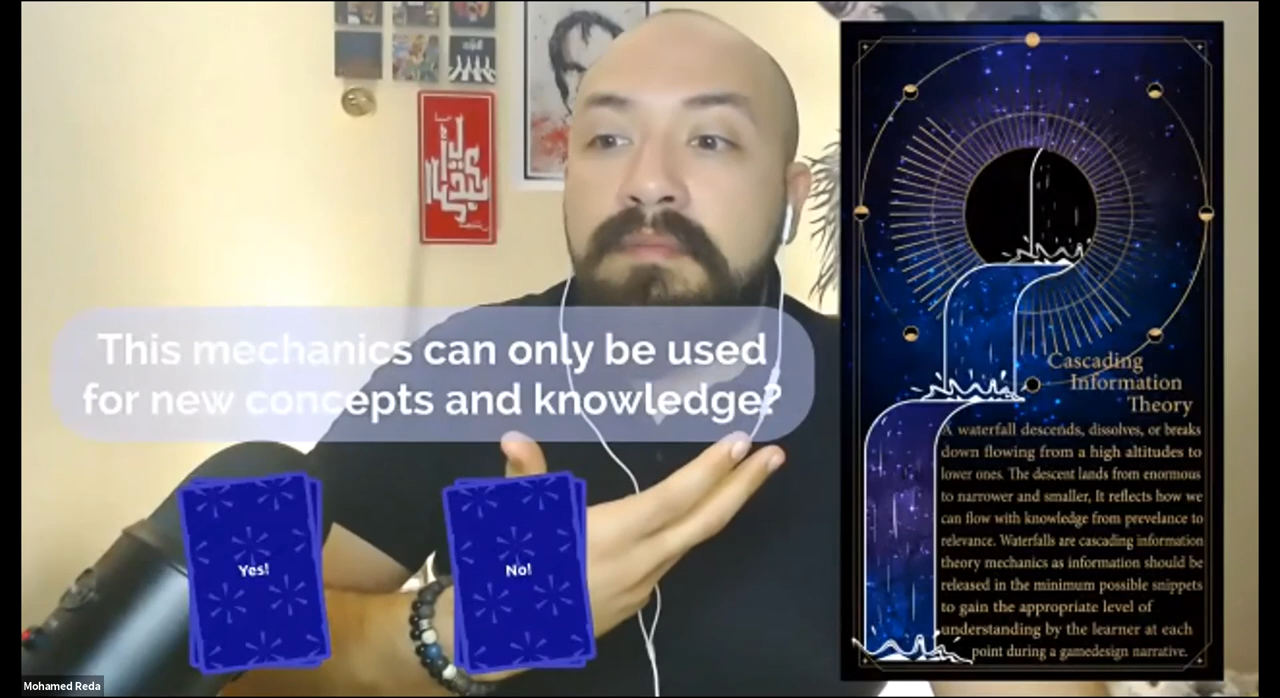 This mechanics can only be used
for new concepts and knowledge?
Yes!
No!
Cascading
Information
Theory
A waterfall descends, dissolves, or breaks
down flowing from a high altitudes to
lower ones. The descent lands from enormous
to narrower and smaller, It reflects how we
can flow with knowledge from prevelance to
relevance. Waterfalls are cascading information
theory mechanics as information should be
released in the minimum possible snippets
to gain the appropriate level of
understanding by the learner at each
point during a gamedesign narrative.
Mohamed Reda